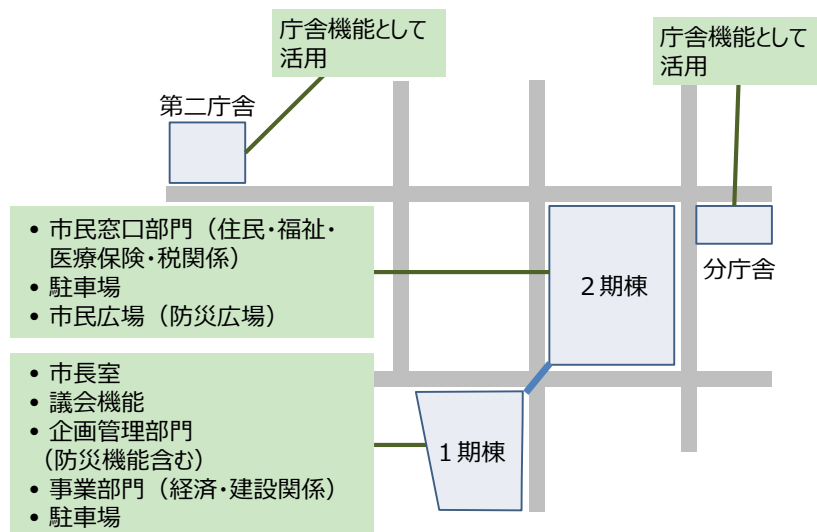 庁舎機能として
活用
庁舎機能として
活用
第二庁舎
• 市民窓口部門（住民・福祉・
医療保険・税関係）
• 駐車場
• 市民広場（防災広場）
２期棟
分庁舎
• 市長室
• 議会機能
• 企画管理部門
（防災機能含む）
• 事業部門（経済・建設関係）
• 駐車場
１期棟